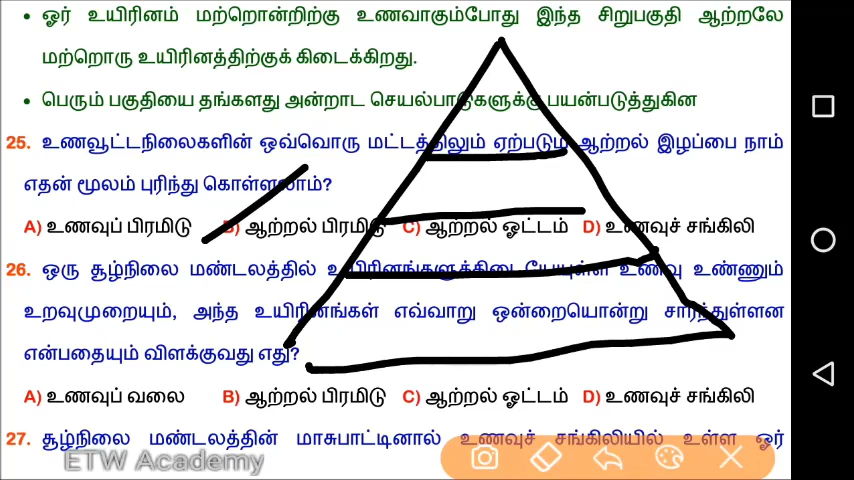 • ஓர் உயிரினம் மற்றொன்றிற்கு உணவாகும்போது இந்த சிறுபகுதி ஆற்றலே
மற்றொரு உயிரினத்திற்குக் கிடைக்கிறது.
• பெரும் பகுதியை தங்களது அன்றாட செயல்பாடுகளுக்கு பயன்படுத்துகின
25. உணவூட்டநிலைகளின் ஒவ்வொரு மட்டத்திலும் ஏற்படும் ஆற்றல் இழப்பை நாம்
எதன் மூலம் புரிந்து கொள்ளலாம்?
A) உணவுப் பிரமிடு B) ஆற்றல் பிரமிடு C) ஆற்றல் ஓட்டம் D) உணவுச் சங்கிலி
26. ஒரு சூழ்நிலை மண்டலத்தில் உயிரினங்களுக்கிடையேயுள்ள உணவு உண்ணும்
உறவுமுறையும், அந்த உயிரினங்கள் எவ்வாறு ஒன்றையொன்று சார்ந்துள்ளன
என்பதையும் விளக்குவது எது?
A) உணவுப் வலை B) ஆற்றல் பிரமிடு C) ஆற்றல் ஓட்டம் D) உணவுச் சங்கிலி
27. சூழ்நிலை மண்டலத்தின் மாசுபாட்டினால் உணவுச் சங்கிலியில் உள்ள ஓர்
ETW Academy